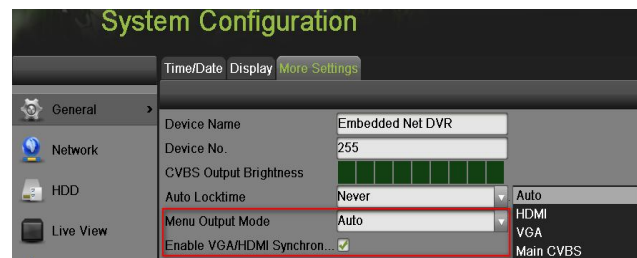 System Configuration
Time/Date Display More Settings
General >
Network
HDD
Live View
Device Name Embedded Net DVR
Device No. 255
CVBS Output Brightness
Auto Locktime Never
Menu Output Mode Auto
Enable VGA/HDMI Synchron...
Auto
HDMI
VGA
Main CVBS